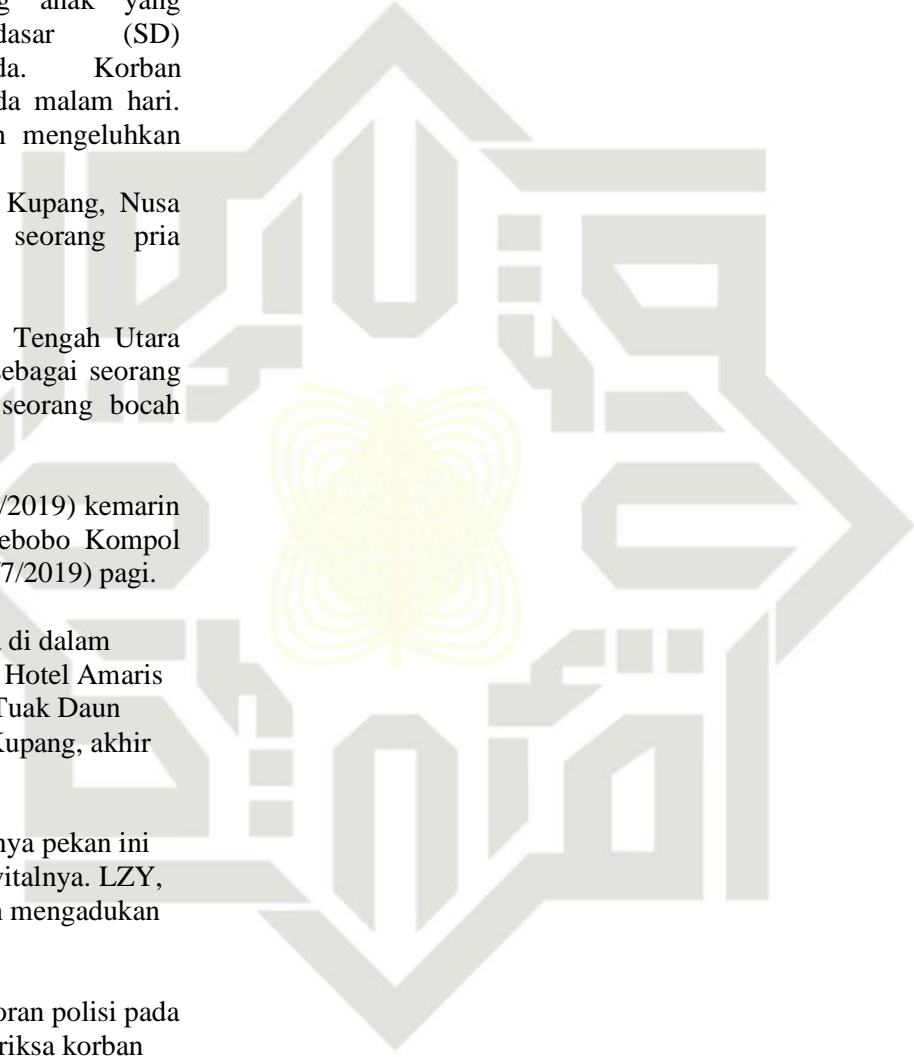 g anak yang
dasar (SD)
da. Korban
da malam hari.
n mengeluhkan
Kupang, Nusa
seorang pria
Tengah Utara
sebagai seorang
seorang bocah
/2019) kemarin
ebobo Kompol
/7/2019) pagi.
di dalam
Hotel Amaris
Tuak Daun
Kupang, akhir
nya pekan ini
vitalnya. LZY,
n mengadukan
oran polisi pada
riksa korban